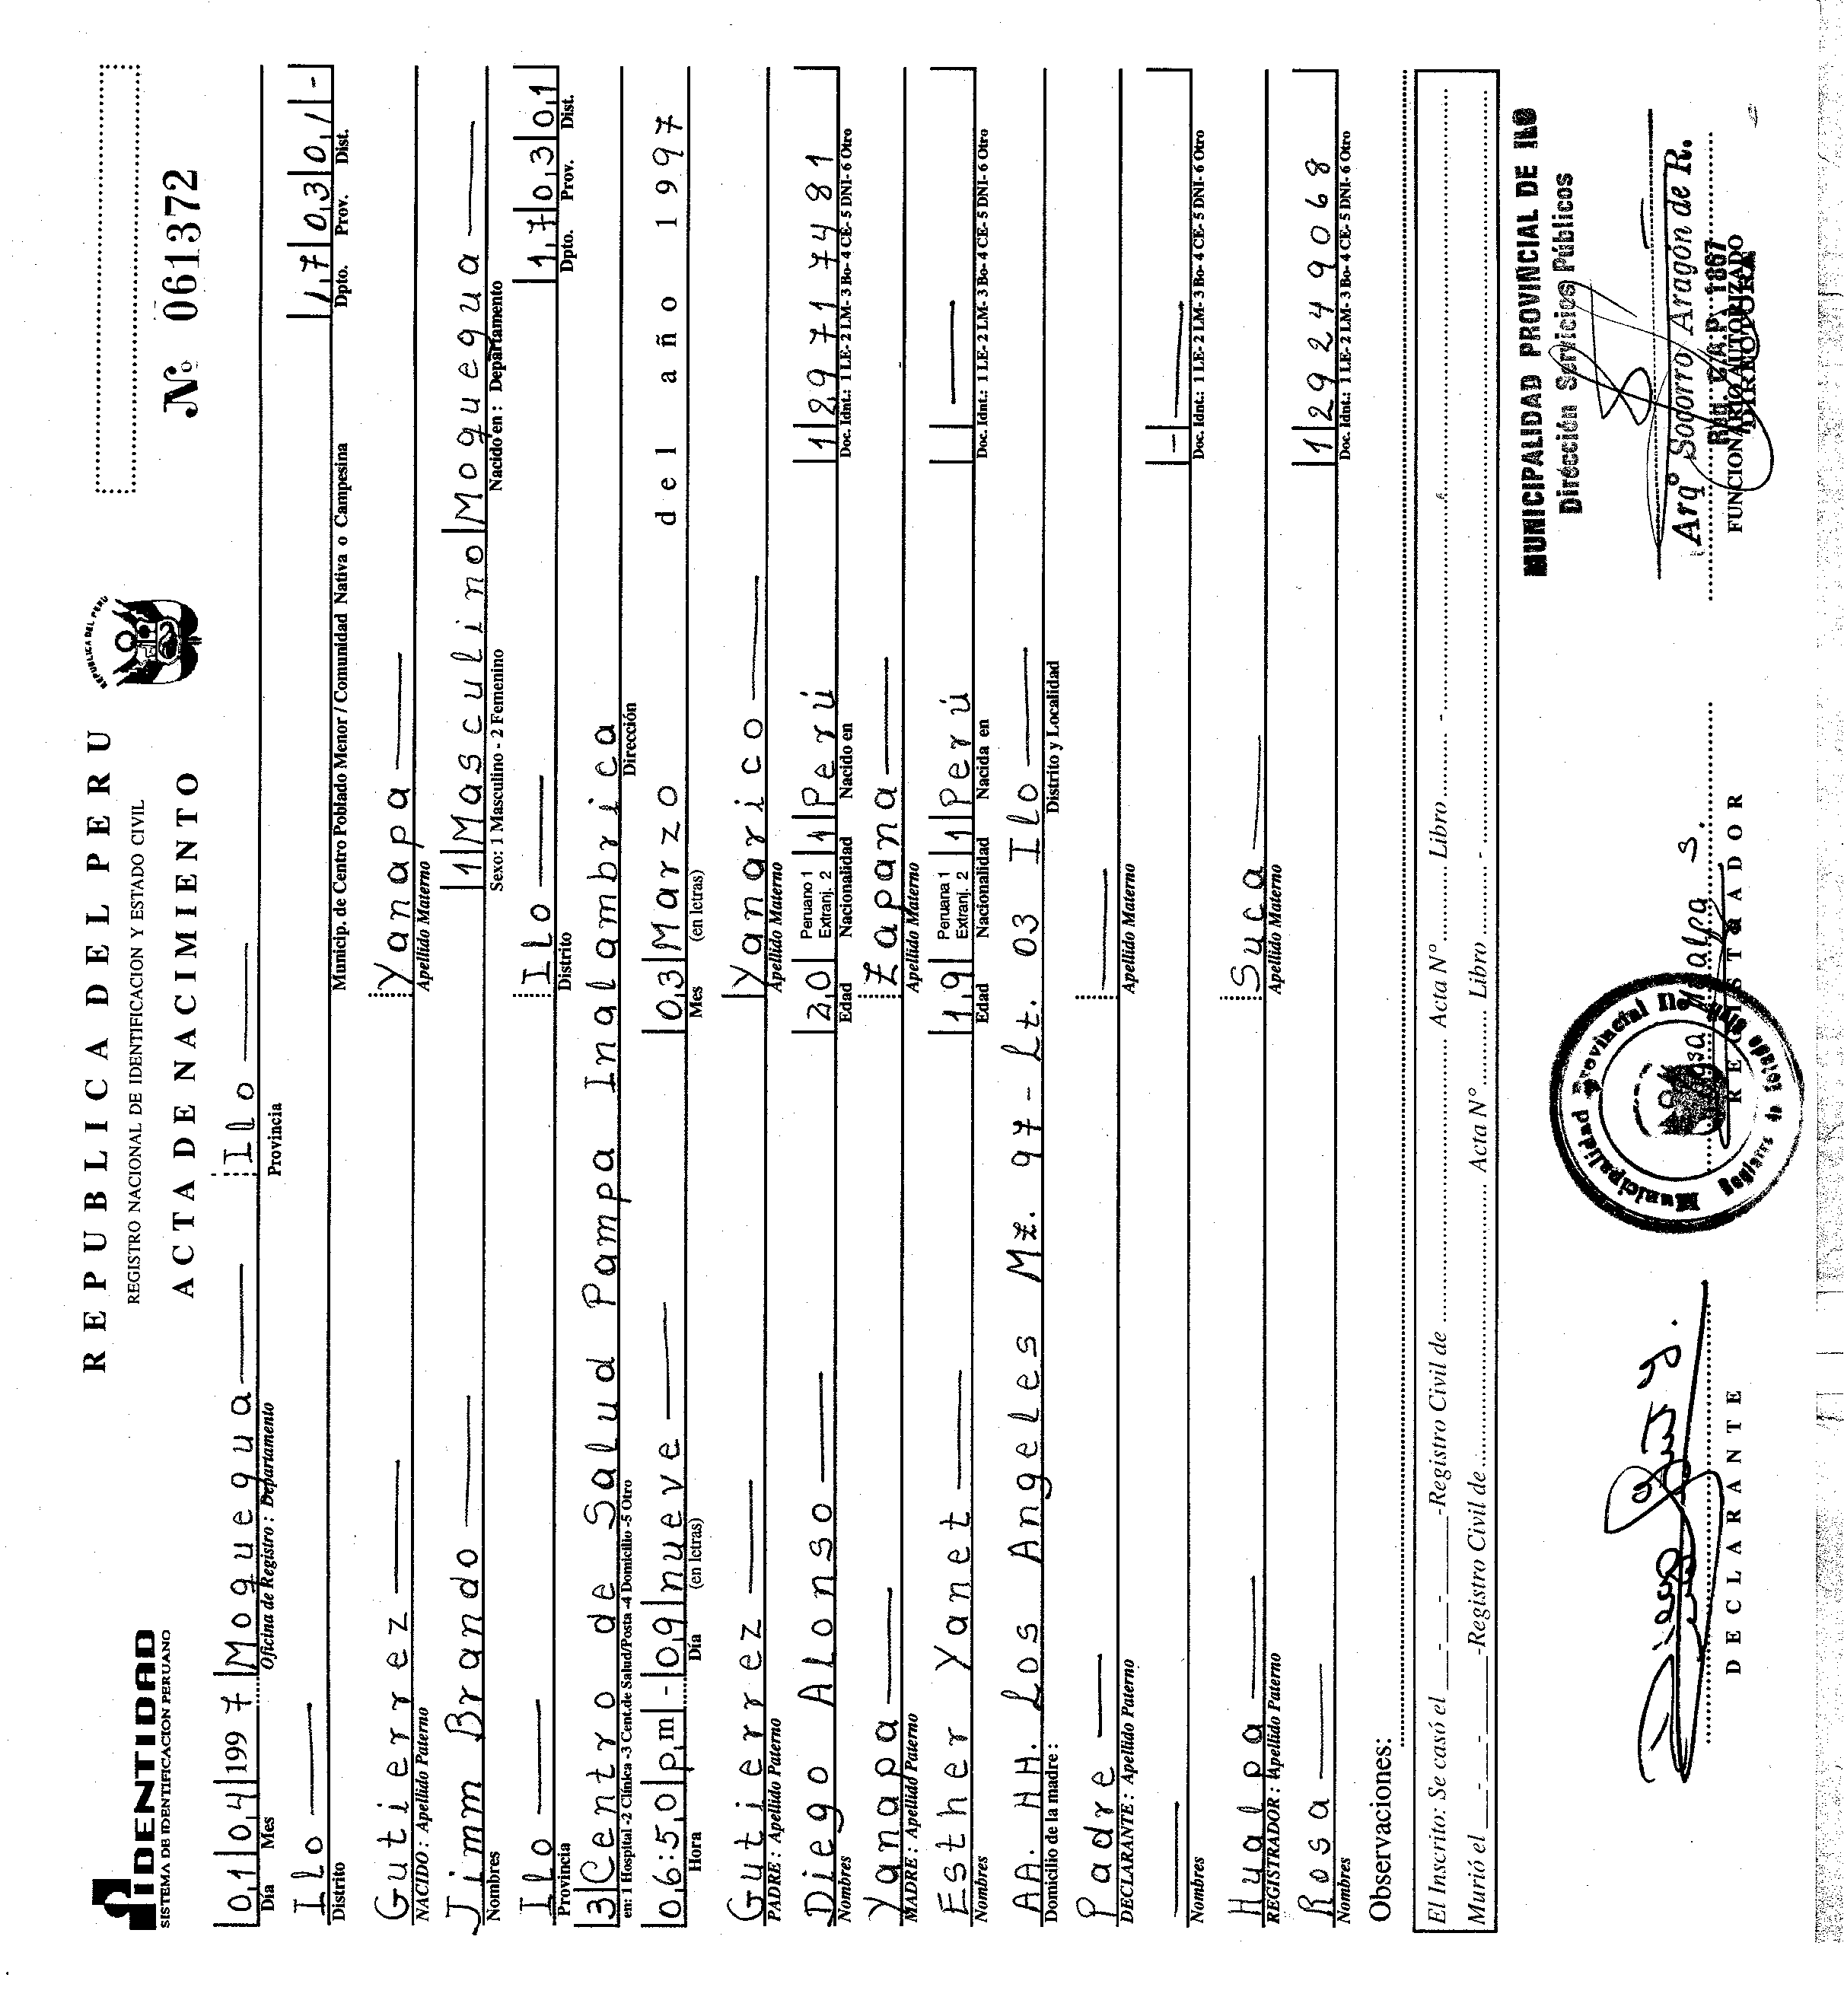 IDENTIDAD
SISTEMA DE IDENTIFICACION PERUANO
REPUBLICA DEL PERU
REGISTRO NACIONAL DE IDENTIFICACION Y ESTADO CIVIL
ACTA DE NACIMIENTO
REPUBLICA DEL PERU
Nº 061372
01 04 1997 Moquegua Ilo
Día Mes Oficina de Registro : Departamento Provincia
Ilo 17 03 01 -
Distrito Municip. de Centro Poblado Menor / Comunidad Nativa o Campesina Dpto. Prov. Dist.
Gutierrez Yanapa
NACIDO : Apellido Paterno Apellido Materno
Jimm Brando 1 Masculino Moquegua
Nombres Sexo: 1 Masculino - 2 Femenino Nacido en : Departamento
Ilo Ilo 17 03 01
Provincia Distrito Dpto. Prov. Dist.
3 Centro de Salud Pampa Inalambrica
en: 1 Hospital -2 Clínica -3 Cent.de Salud/Posta -4 Domicilio -5 Otro Dirección
06:50 pm - 09 nueve 03 Marzo del año 1997
Hora Día (en letras) Mes (en letras)
Gutierrez Yanarico
PADRE : Apellido Paterno Apellido Materno
Diego Alonso 20 Peruano 1 Extranj. 2 1 Perú 1 29717481
Nombres Edad Nacionalidad Nacido en Doc. Idnt.: 1 LE- 2 LM- 3 Bo- 4 CE- 5 DNI- 6 Otro
Yanapa Zapana
MADRE : Apellido Paterno Apellido Materno
Esther Yanet 19 Peruana 1 Extranj. 2 1 Perú
Nombres Edad Nacionalidad Nacida en Doc. Idnt.: 1 LE- 2 LM- 3 Bo- 4 CE- 5 DNI- 6 Otro
AA. HH. Los Angeles Mz. 97 - Lt. 03 Ilo
Domicilio de la madre : Distrito y Localidad
Padre
DECLARANTE : Apellido Paterno Apellido Materno
Nombres Doc. Idnt.: 1 LE- 2 LM- 3 Bo- 4 CE- 5 DNI- 6 Otro
Hualpa Suca
REGISTRADOR : Apellido Paterno Apellido Materno
Rosa 1 29249068
Nombres Doc. Idnt.: 1 LE- 2 LM- 3 Bo- 4 CE- 5 DNI- 6 Otro
Observaciones:
El Inscrito: Se casó el - - -Registro Civil de Acta Nº Libro -
Murió el - - -Registro Civil de Acta Nº Libro -
MUNICIPALIDAD PROVINCIAL DE ILO
Dirección Servicios Públicos
Arqº Socorro Aragón de R.
Rúg. C.A.P. 1867
FUNCIONARIO AUTORIZADO
DIRECTORA
Municipalidad Provincial Ilo
Rosa Hualpa S.
REGISTRADOR
DECLARANTE